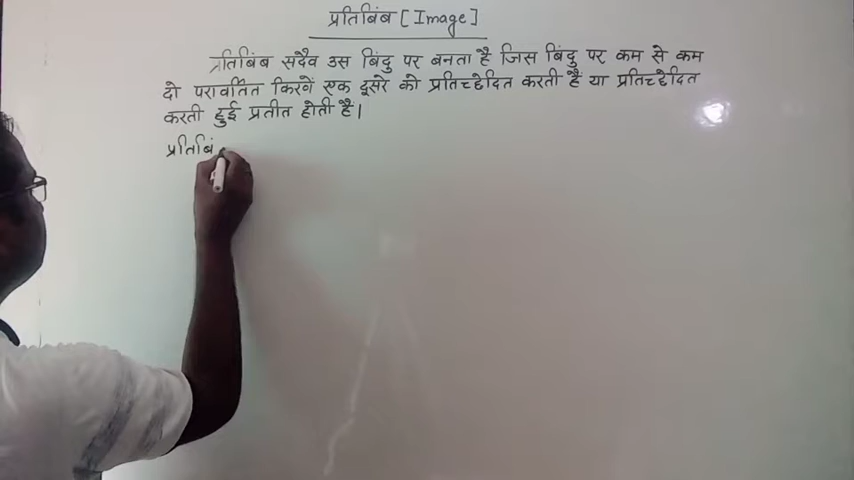 प्रतिबिंब [Image]
प्रतिबिंब सदैव उस बिंदु पर बनता है जिस बिंदु पर कम से कम
दो परावर्तित किरणें एक दूसरे को प्रतिच्छेदित करती हैं या प्रतिच्छेदित
करती हुई प्रतीत होती है।
प्रतिबिं